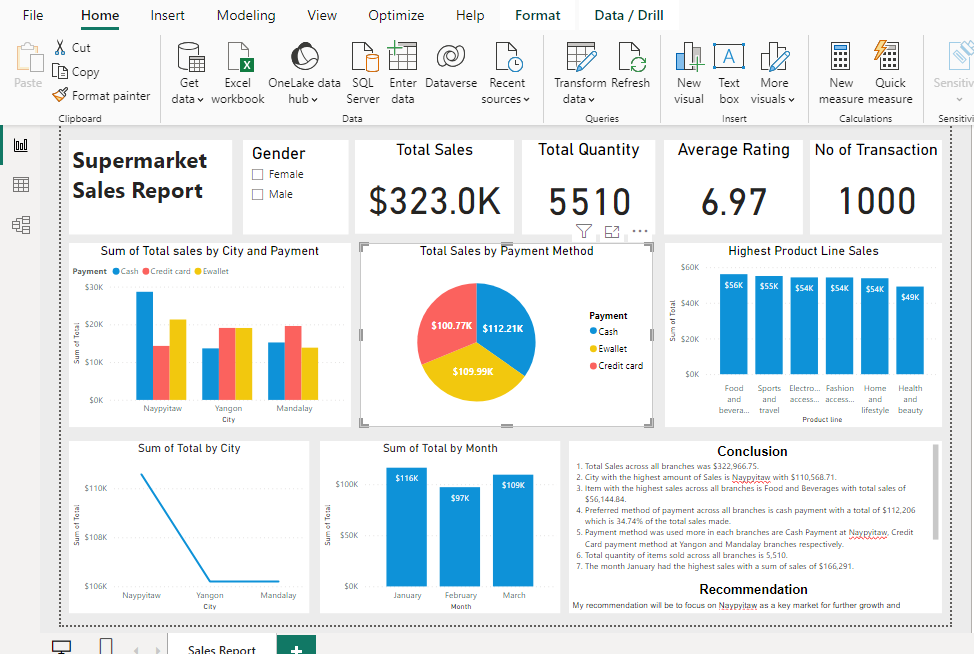 File Home Insert Modeling View Optimize Help Format Data / Drill
Paste
Cut
Copy
Format painter
Clipboard
Get data
Excel workbook
OneLake data hub
SQL Server
Enter data
Dataverse
Recent sources
Data
Transform data
Refresh
Queries
New visual
Text box
More visuals
Insert
New measure
Quick measure
Calculations
Sensitiv
Sensitivi
Supermarket
Sales Report
Gender
Female
Male
Total Sales
$323.0K
Total Quantity
5510
Average Rating
6.97
No of Transaction
1000
Sum of Total sales by City and Payment
Payment Cash Credit card Ewallet
$30K
$20K
$10K
$0K
Sum of Total
Naypyitaw Yangon Mandalay
City
Total Sales by Payment Method
$100.77K
$112.21K
$109.99K
Payment
Cash
Ewallet
Credit card
Highest Product Line Sales
$60K
$40K
$20K
$0K
Sum of Total
$56K $55K $54K $54K $54K $49K
Food and bevera...
Sports and travel
Electro... access...
Fashion access...
Home and lifestyle
Health and beauty
Product line
Sum of Total by City
$110K
$108K
$106K
Sum of Total
Naypyitaw Yangon Mandalay
City
Sum of Total by Month
$100K
$50K
$0K
Sum of Total
$116K $97K $109K
January February March
Month
Conclusion
1. Total Sales across all branches was $322,966.75.
2. City with the highest amount of Sales is Naypyitaw with $110,568.71.
3. Item with the highest sales across all branches is Food and Beverages with total sales of
$56,144.84.
4. Preferred method of payment across all branches is cash payment with a total of $112,206
which is 34.74% of the total sales made.
5. Payment method was used more in each branches are Cash Payment at Naypyitaw, Credit
Card payment method at Yangon and Mandalay branches respectively.
6. Total quantity of items sold across all branches is 5,510.
7. The month January had the highest sales with a sum of sales of $166,291.
Recommendation
My recommendation will be to focus on Naypyitaw as a key market for further growth and
Sales Report